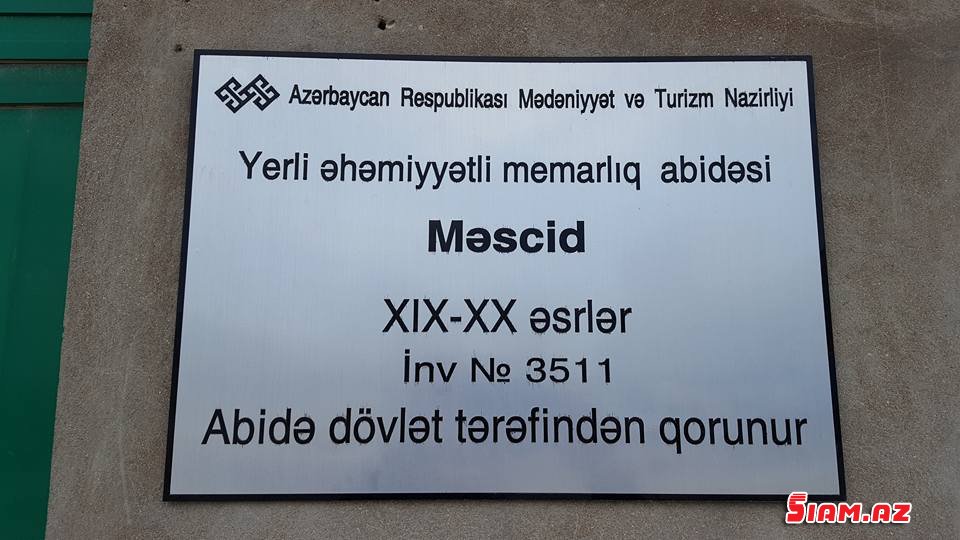 Azərbaycan Respublikası Mədəniyyət və Turizm Nazirliyi
Yerli əhəmiyyətli memarlıq abidəsi
Məscid
XIX-XX əsrlər
İnv № 3511
Abidə dövlət tərəfindən qorunur
SIAM.AZ